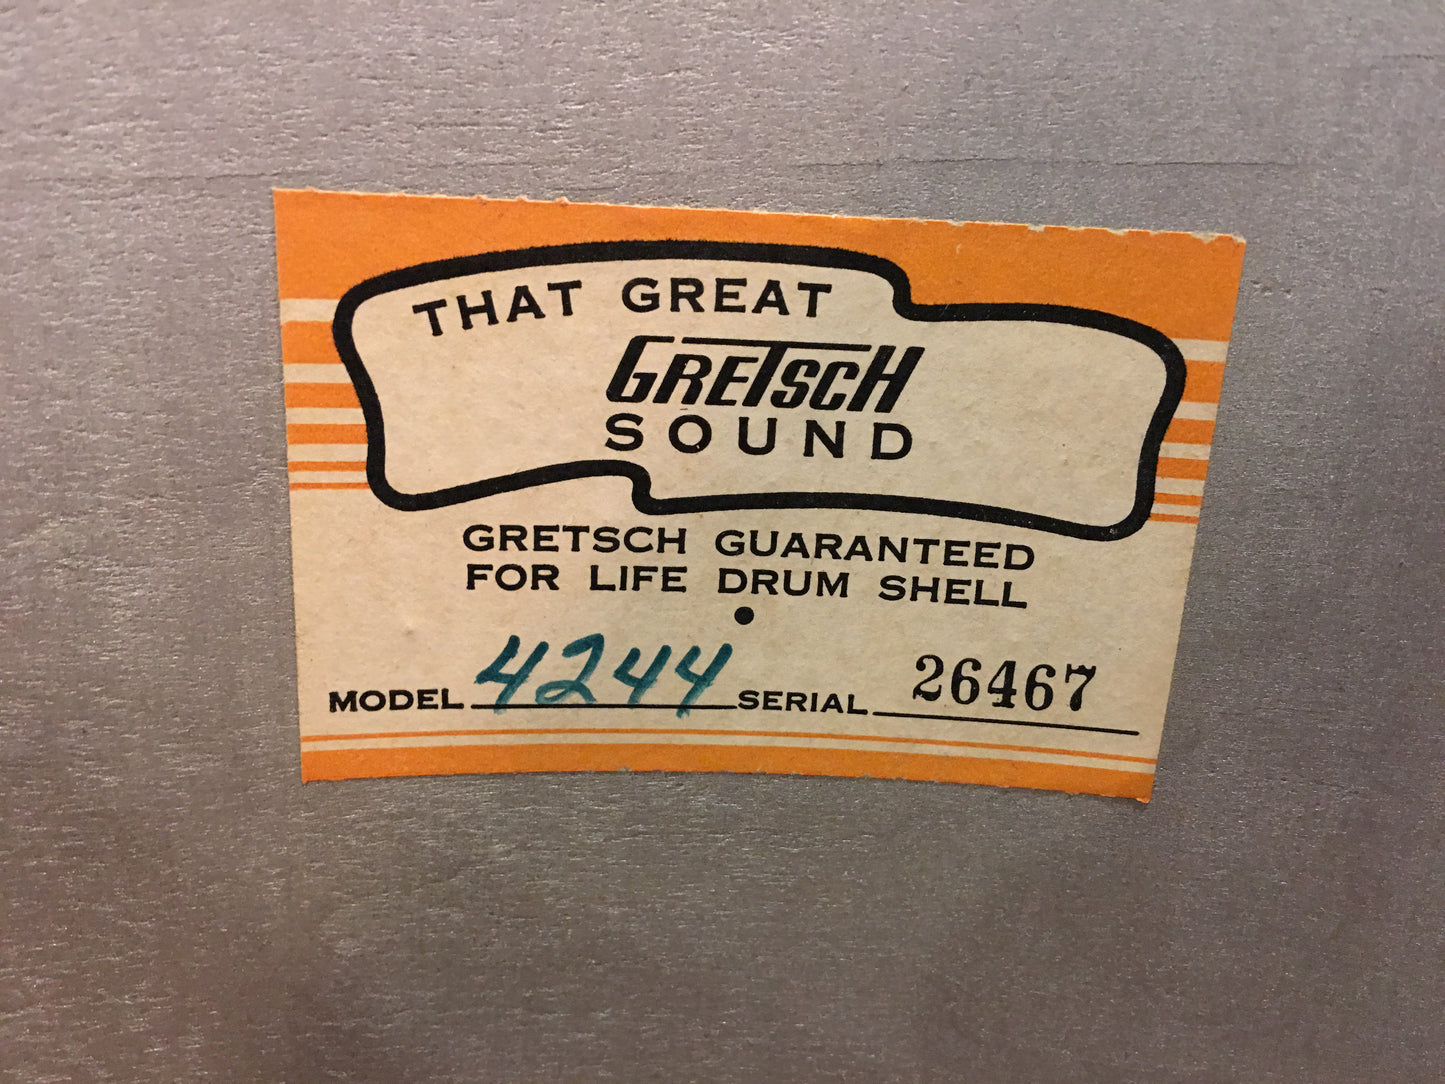 THAT GREAT
GRETSCH
SOUND
GRETSCH GUARANTEED
FOR LIFE DRUM SHELL
•
MODEL 4244 SERIAL 26467